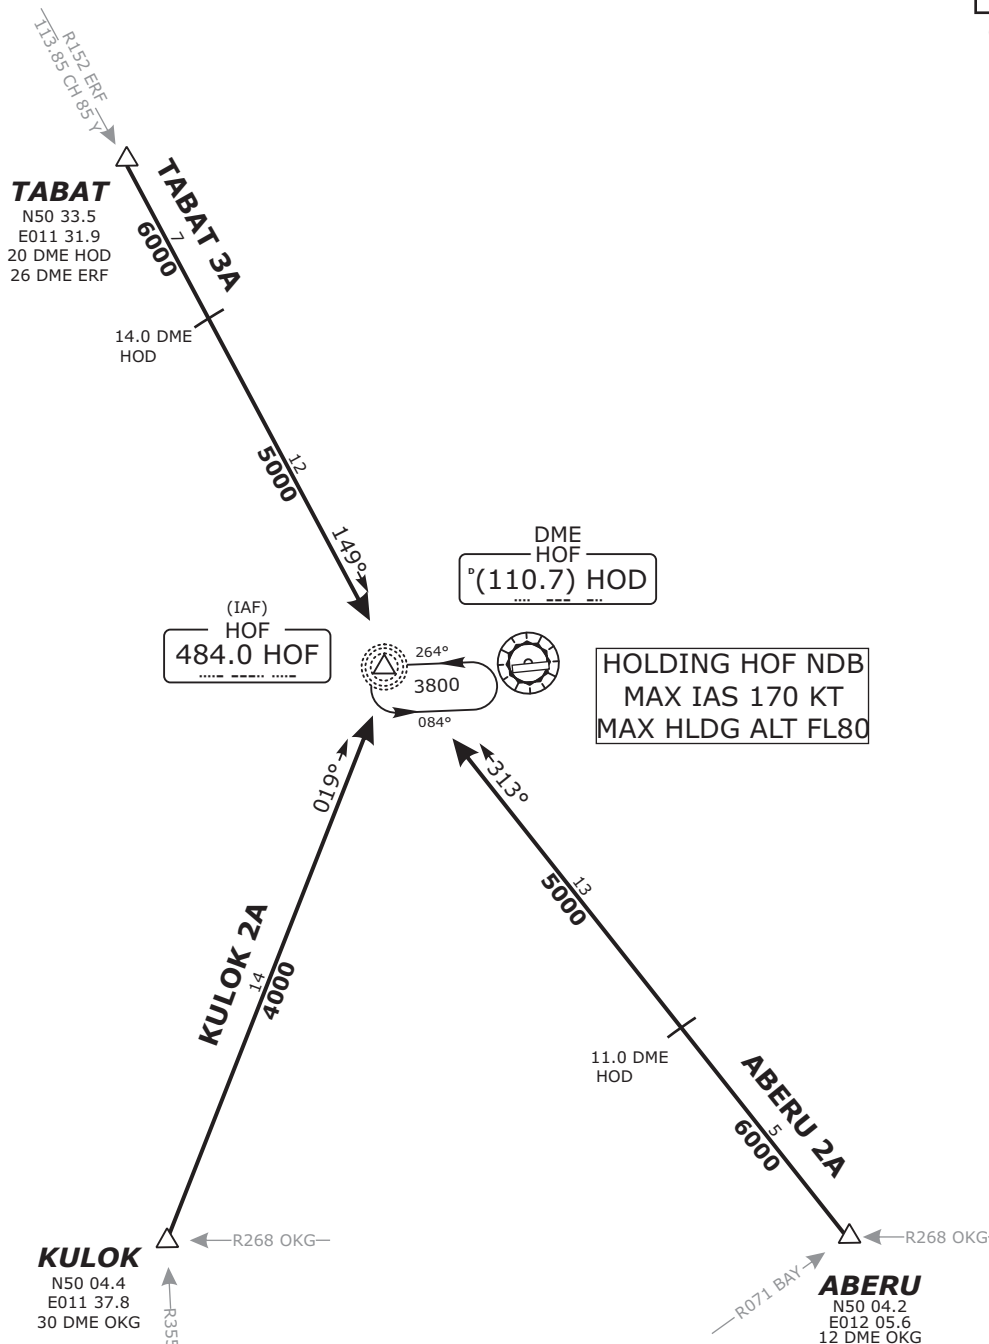 R152 ERF
113.85 CH 85 Y
TABAT
N50 33.5
E011 31.9
20 DME HOD
26 DME ERF
TABAT 3A
7
6000
14.0 DME
HOD
12
5000
149°
DME
HOF
D(110.7) HOD
(IAF)
HOF
484.0 HOF
264°
3800
084°
HOLDING HOF NDB
MAX IAS 170 KT
MAX HLDG ALT FL80
019°
313°
13
5000
KULOK 2A
14
4000
11.0 DME
HOD
ABERU 2A
5
6000
R268 OKG
KULOK
N50 04.4
E011 37.8
30 DME OKG
R355
R268 OKG
R071 BAY
ABERU
N50 04.2
E012 05.6
12 DME OKG